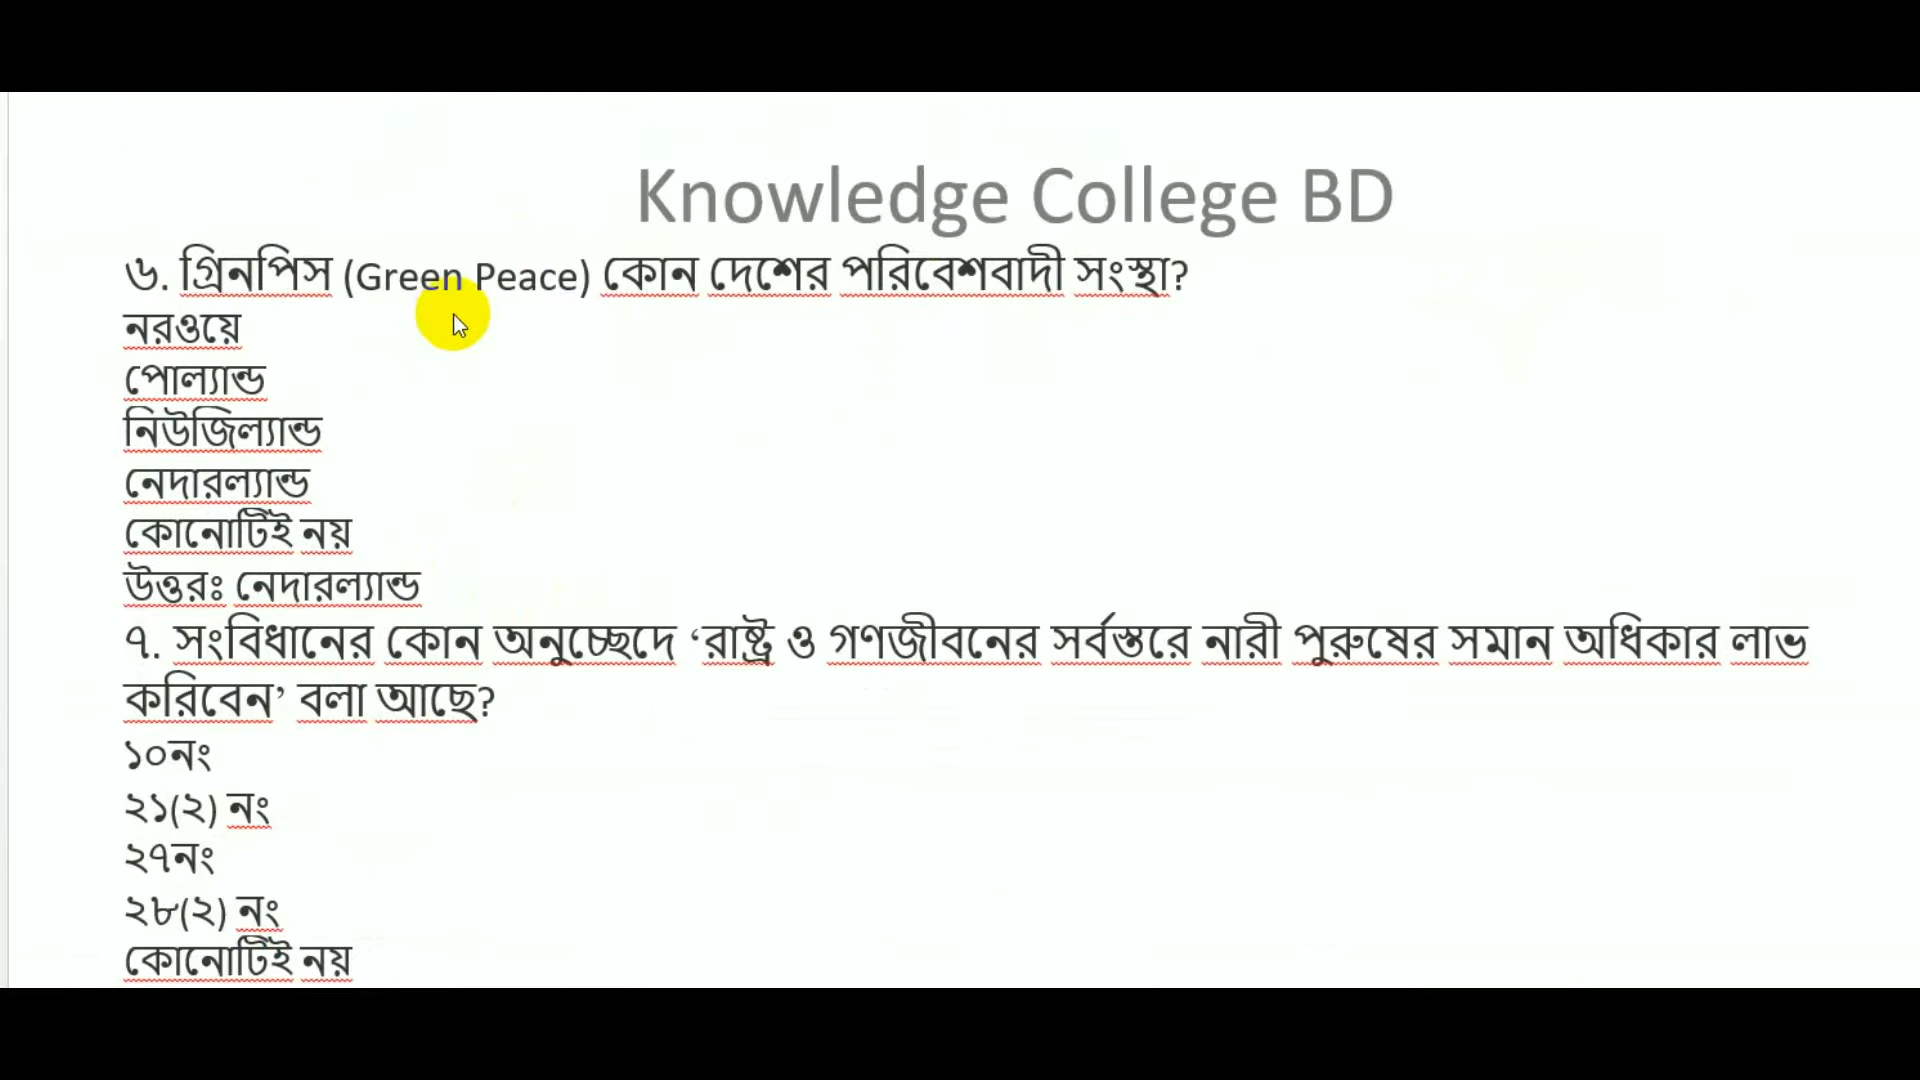 Knowledge College BD
৬. গ্রিনপিস (Green Peace) কোন দেশের পরিবেশবাদী সংস্থা?
নরওয়ে
পোল্যান্ড
নিউজিল্যান্ড
নেদারল্যান্ড
কোনোটিই নয়
উত্তরঃ নেদারল্যান্ড
৭. সংবিধানের কোন অনুচ্ছেদে ‘রাষ্ট্র ও গণজীবনের সর্বস্তরে নারী পুরুষের সমান অধিকার লাভ
করিবেন’ বলা আছে?
১০নং
২১(২) নং
২৭নং
২৮(২) নং
কোনোটিই নয়